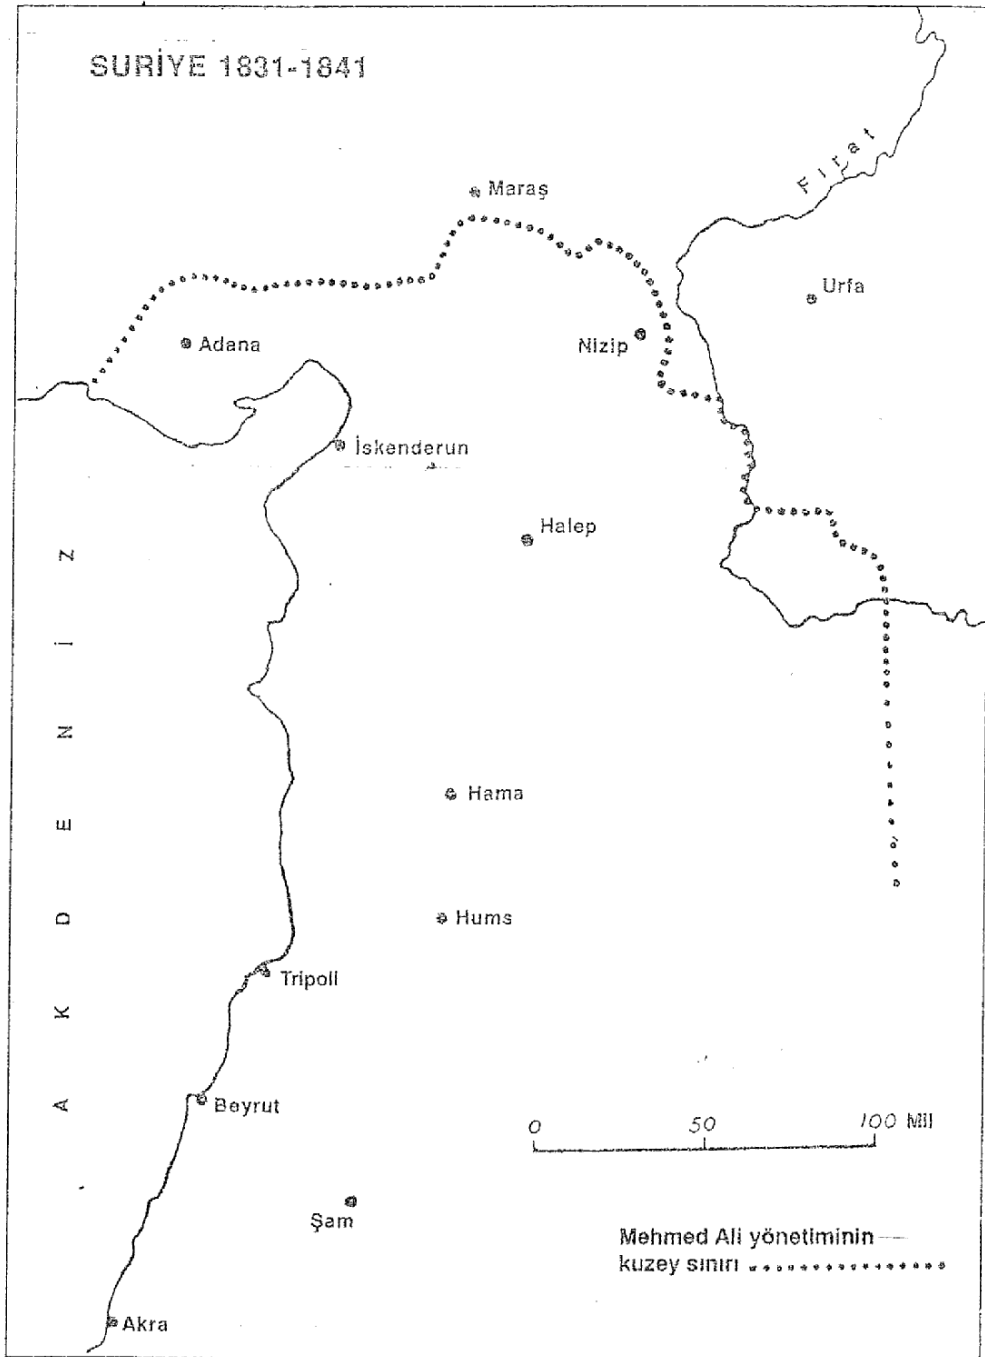 SURİYE 1831-1841
Fırat
Maraş
Urfa
Adana
Nizip
İskenderun
Halep
AKDENİZ
Hama
Hums
Tripoli
Beyrut
0 50 100 Mil
Şam
Mehmed Ali yönetiminin
kuzey sınırı
Akra